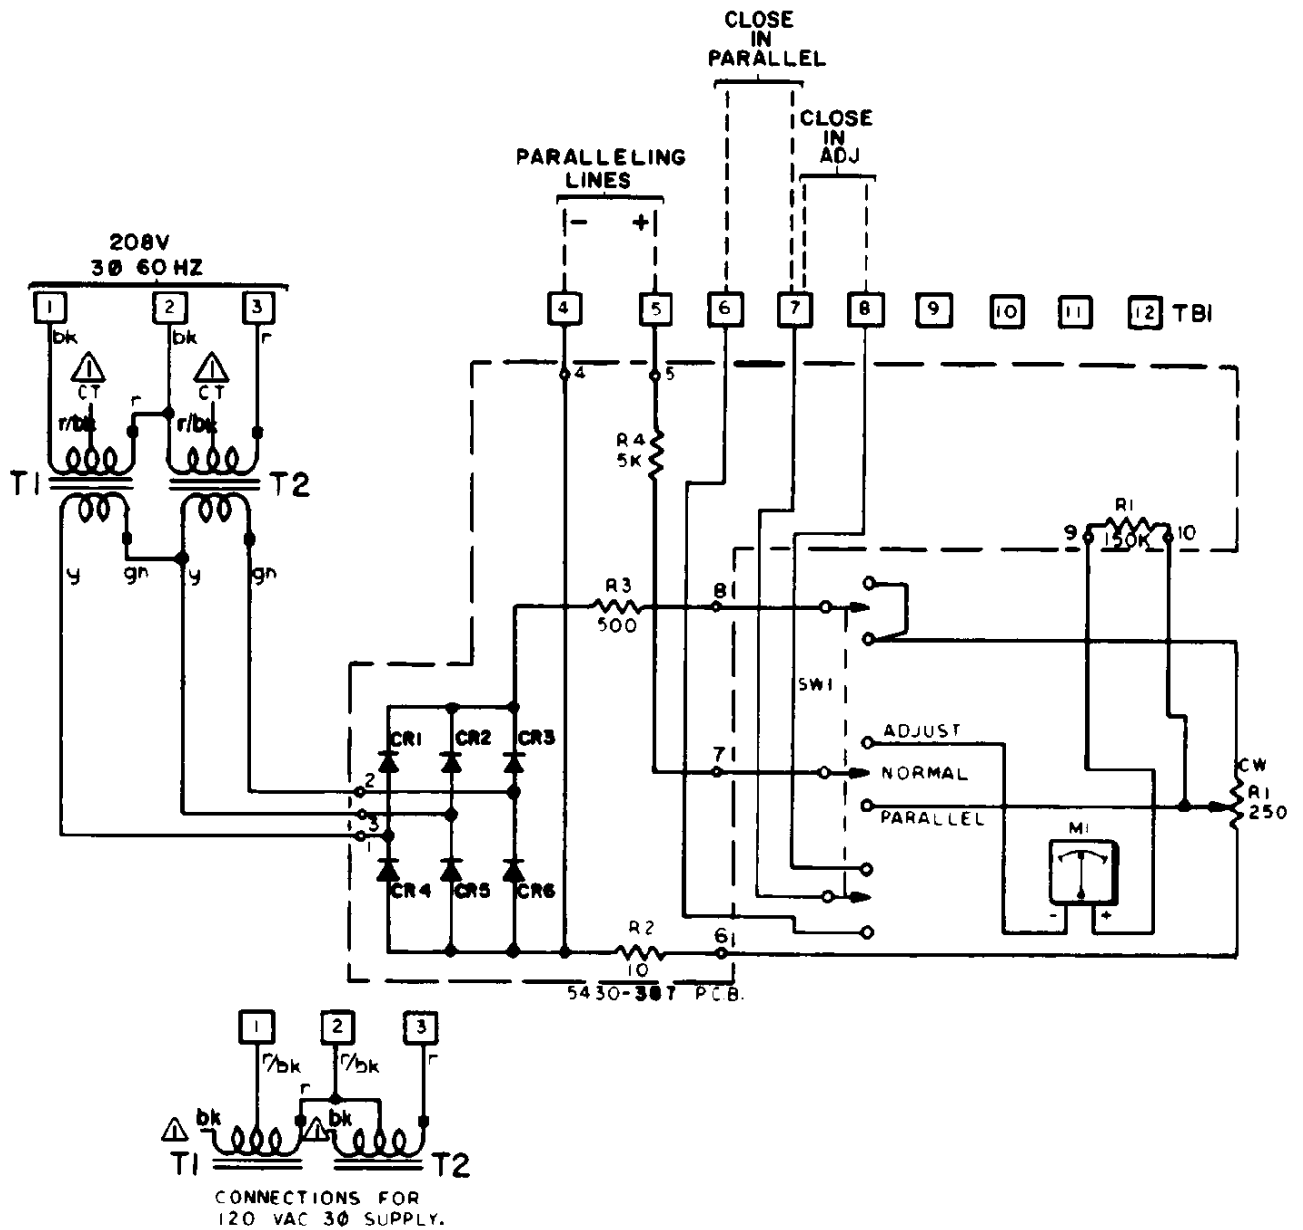 CLOSE
IN
PARALLEL
CLOSE
IN
ADJ
PARALLELING
LINES
- +
208V
3Ø 60 HZ
1 2 3
4 5 6 7 8 9 10 11 12 TB1
bk bk r
CT CT
r/bk r r/bk
T1 T2
4 5
R4
5K
R1
9 150K 10
y gn y gn
R3
500
8
SW1
ADJUST
7
NORMAL
PARALLEL
CW
R1
250
M1
- +
CR1 CR2 CR3
2
3
1
CR4 CR5 CR6
R2
10
6
5430-387 P.C.B.
1 2 3
r/bk r/bk r
r
bk bk
T1 T2
CONNECTIONS FOR
120 VAC 3Ø SUPPLY.